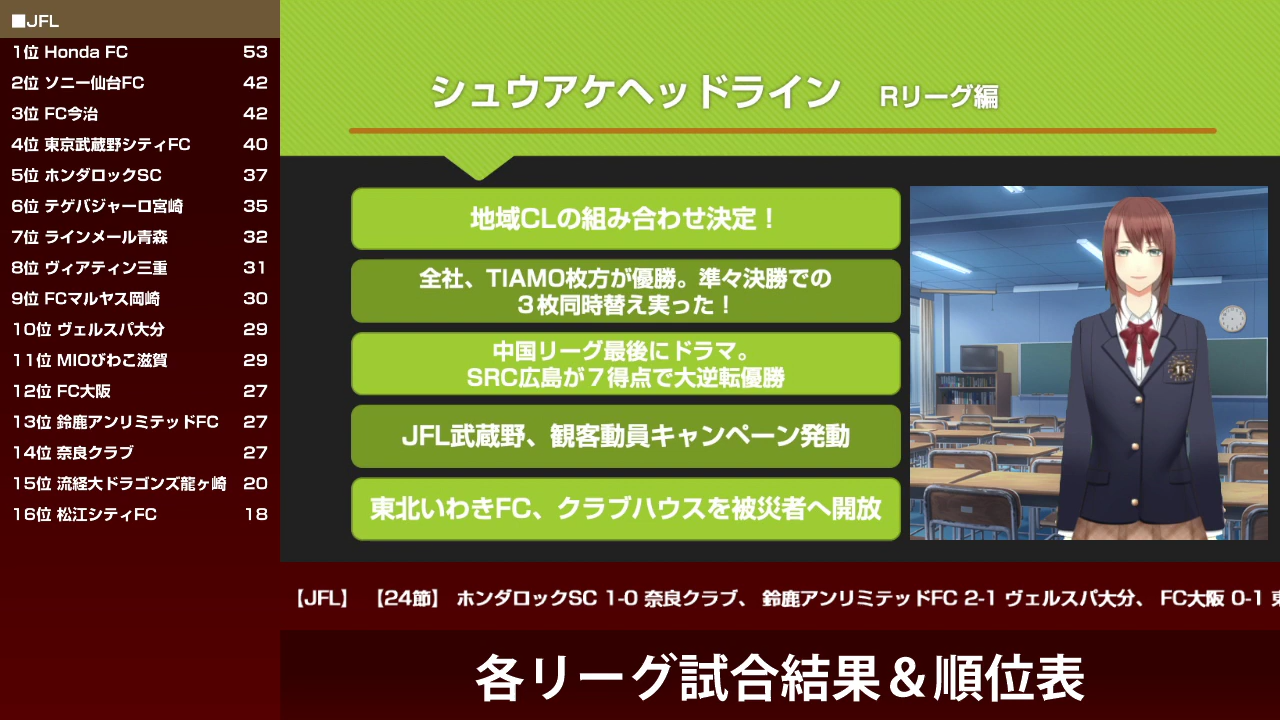 ■JFL
1位 Honda FC 53
2位 ソニー仙台FC 42
3位 FC今治 42
4位 東京武蔵野シティFC 40
5位 ホンダロックSC 37
6位 テゲバジャーロ宮崎 35
7位 ラインメール青森 32
8位 ヴィアティン三重 31
9位 FCマルヤス岡崎 30
10位 ヴェルスパ大分 29
11位 MIOびわこ滋賀 29
12位 FC大阪 27
13位 鈴鹿アンリミテッドFC 27
14位 奈良クラブ 27
15位 流経大ドラゴンズ龍ヶ崎 20
16位 松江シティFC 18
シュウアケヘッドライン Rリーグ編
地域CLの組み合わせ決定！
全社、TIAMO枚方が優勝。準々決勝での
３枚同時替え実った！
中国リーグ最後にドラマ。
SRC広島が７得点で大逆転優勝
JFL武蔵野、観客動員キャンペーン発動
東北いわきFC、クラブハウスを被災者へ開放
11
【JFL】 【24節】 ホンダロックSC 1-0 奈良クラブ、 鈴鹿アンリミテッドFC 2-1 ヴェルスパ大分、 FC大阪 0-1 東
各リーグ試合結果＆順位表